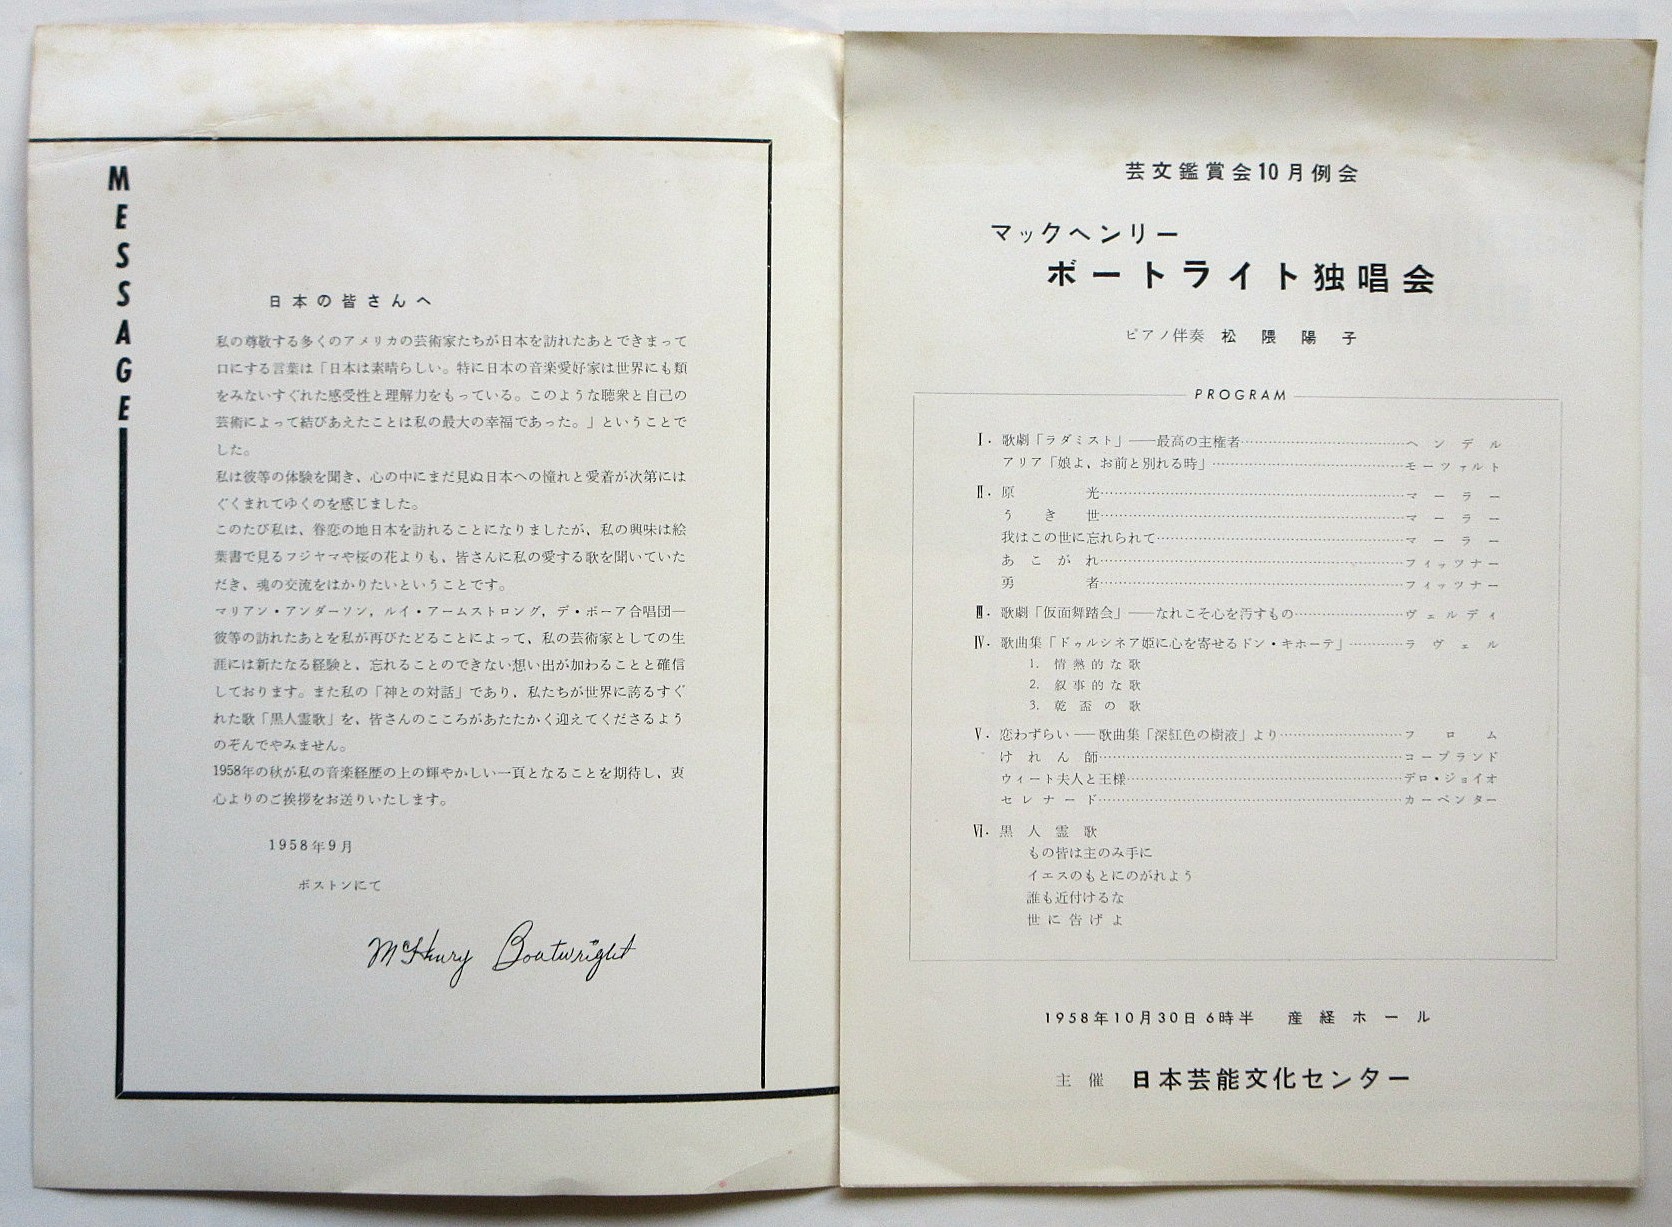 MESSAGE
日本の皆さんへ
私の尊敬する多くのアメリカの芸術家たちが日本を訪れたあとできまって
口にする言葉は「日本は素晴らしい。特に日本の音楽愛好家は世界にも類
をみないすぐれた感受性と理解力をもっている。このような聴衆と自己の
芸術によって結びあえたことは私の最大の幸福であった。」ということで
した。
私は彼等の体験を聞き、心の中にまだ見ぬ日本への憧れと愛着が次第には
ぐくまれてゆくのを感じました。
このたび私は、眷恋の地日本を訪れることになりましたが、私の興味は絵
葉書で見るフジヤマや桜の花よりも、皆さんに私の愛する歌を聞いていた
だき、魂の交流をはかりたいということです。
マリアン・アンダーソン，ルイ・アームストロング，デ・ボーア合唱団―
彼等の訪れたあとを私が再びたどることによって、私の芸術家としての生
涯には新たなる経験と、忘れることのできない想い出が加わることと確信
しております。また私の「神との対話」であり，私たちが世界に誇るすぐ
れた歌「黒人霊歌」を、皆さんのこころがあたたかく迎えてくださるよう
のぞんでやみません。
1958年の秋が私の音楽経歴の上の輝やかしい一頁となることを期待し、衷
心よりのご挨拶をお送りいたします。
1958年9月
ボストンにて
McHenry Boatwright
芸文鑑賞会10月例会
マックヘンリー
ボートライト独唱会
ピアノ伴奏 松隈陽子
PROGRAM
Ⅰ. 歌劇「ラダミスト」――最高の主権者……ヘンデル
アリア「娘よ、お前と別れる時」……モーツァルト
Ⅱ. 原光……マーラー
うき世……マーラー
我はこの世に忘れられて……マーラー
あこがれ……フィッツナー
勇者……フィッツナー
Ⅲ. 歌劇「仮面舞踏会」――なれこそ心を汚すもの……ヴェルディ
Ⅳ. 歌曲集「ドゥルシネア姫に心を寄せるドン・キホーテ」……ラヴェル
1. 情熱的な歌
2. 叙事的な歌
3. 乾盃の歌
Ⅴ. 恋わずらい――歌曲集「深紅色の樹液」より……フロム
けれん師……コープランド
ウィート夫人と王様……デロ・ジョイオ
セレナード……カーペンター
Ⅵ. 黒人霊歌
もの皆は主のみ手に
イエスのもとにのがれよう
誰も近付けるな
世に告げよ
1958年10月30日6時半 産経ホール
主催 日本芸能文化センター